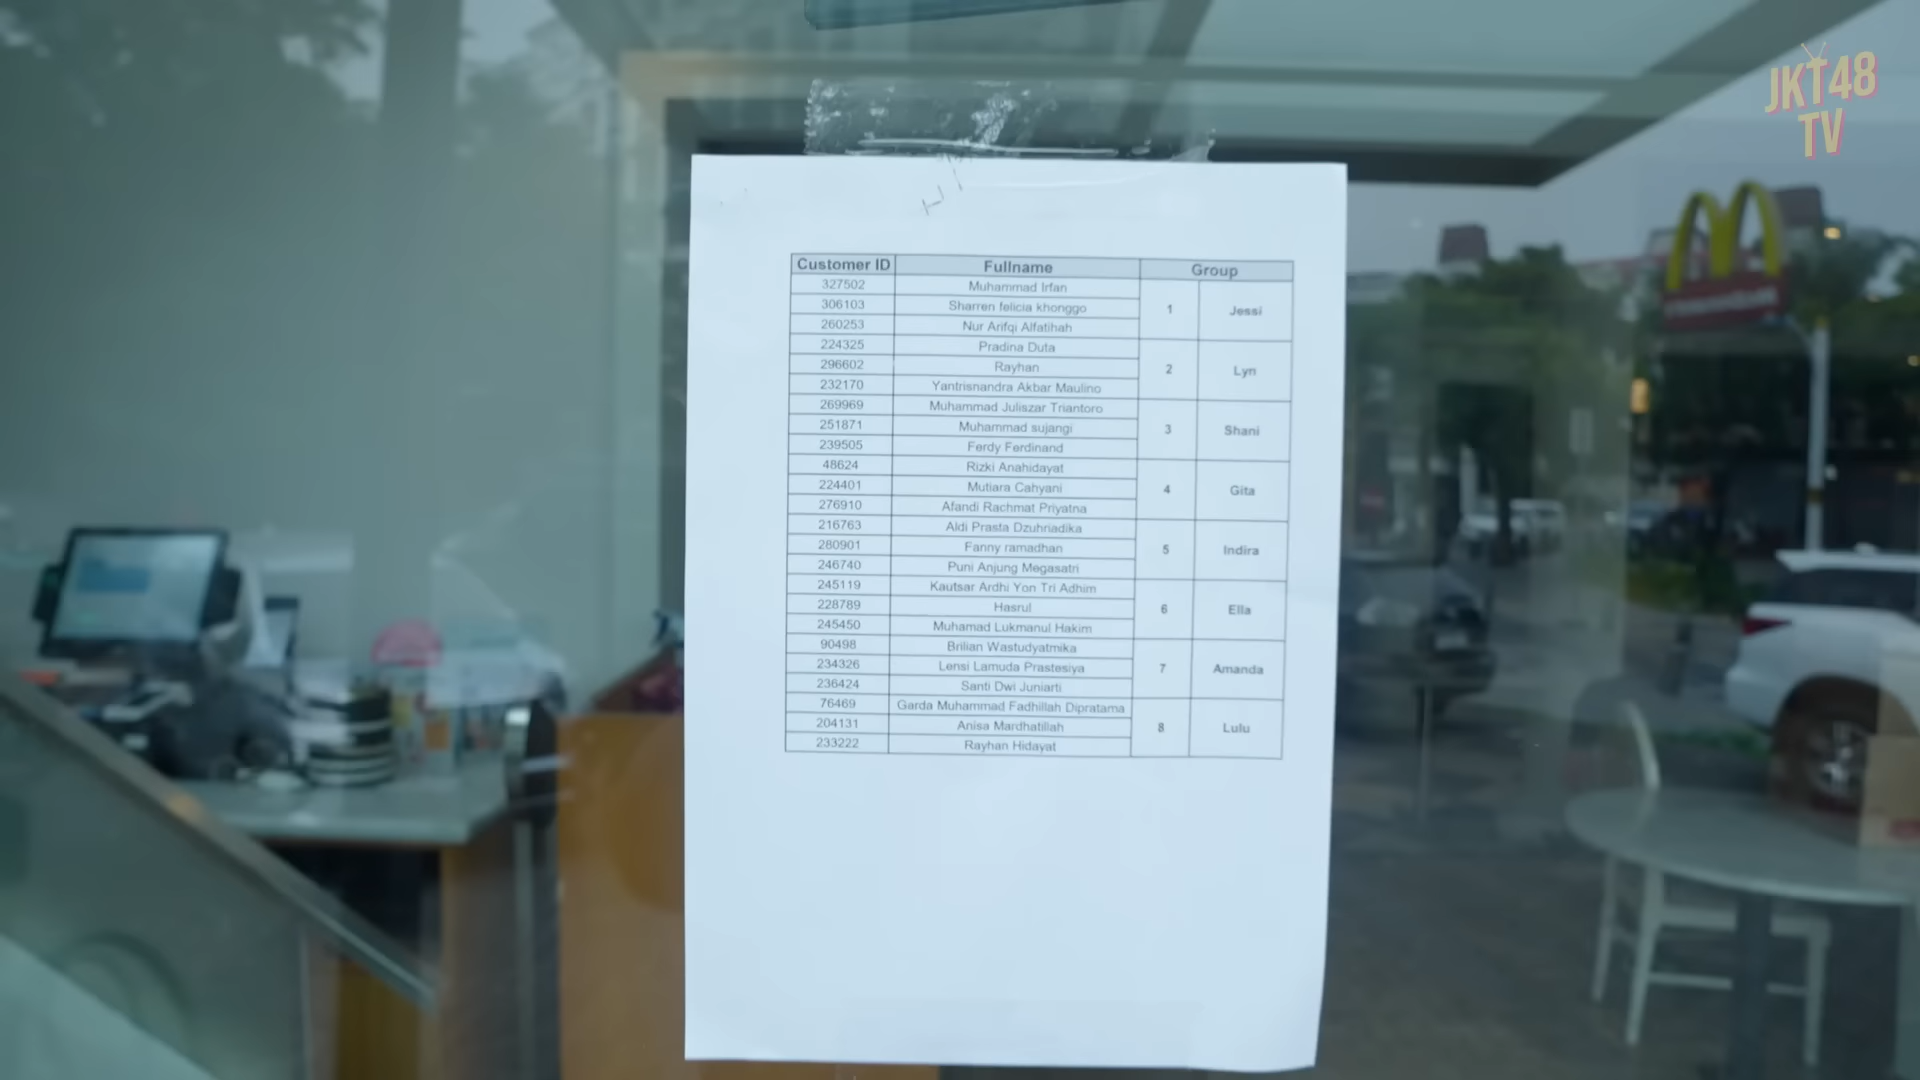 JKT48
TV
Customer ID Fullname Group
327502 Muhammad Irfan
306103 Sharren felicia khonggo 1 Jessi
260253 Nur Arifqi Alfatihah
224325 Pradina Duta
296602 Rayhan 2 Lyn
232170 Yantrisnandra Akbar Maulino
269969 Muhammad Juliszar Triantoro
251871 Muhammad sujangi 3 Shani
239505 Ferdy Ferdinand
48624 Rizki Anahidayat
224401 Mutiara Cahyani 4 Gita
276910 Afandi Rachmat Priyatna
216763 Aldi Prasta Dzuhriadika
280901 Fanny ramadhan 5 Indira
246740 Puni Anjung Megasatri
245119 Kautsar Ardhi Yon Tri Adhim
228789 Hasrul 6 Ella
245450 Muhamad Lukmanul Hakim
90498 Brilian Wastudyatmika
234326 Lensi Lamuda Prastesiya 7 Amanda
236424 Santi Dwi Juniarti
76469 Garda Muhammad Fadhillah Dipratama
204131 Anisa Mardhatillah 8 Lulu
233222 Rayhan Hidayat